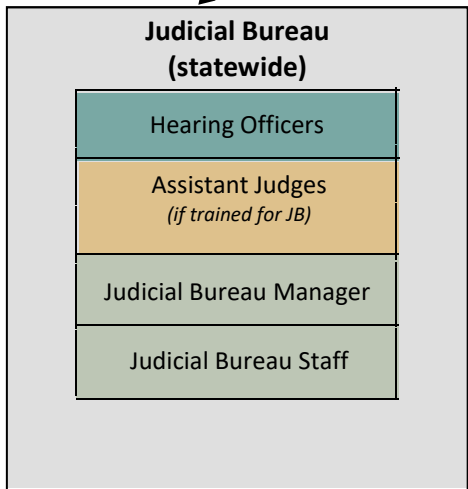 Judicial Bureau
(statewide)
Hearing Officers
Assistant Judges
(if trained for JB)
Judicial Bureau Manager
Judicial Bureau Staff